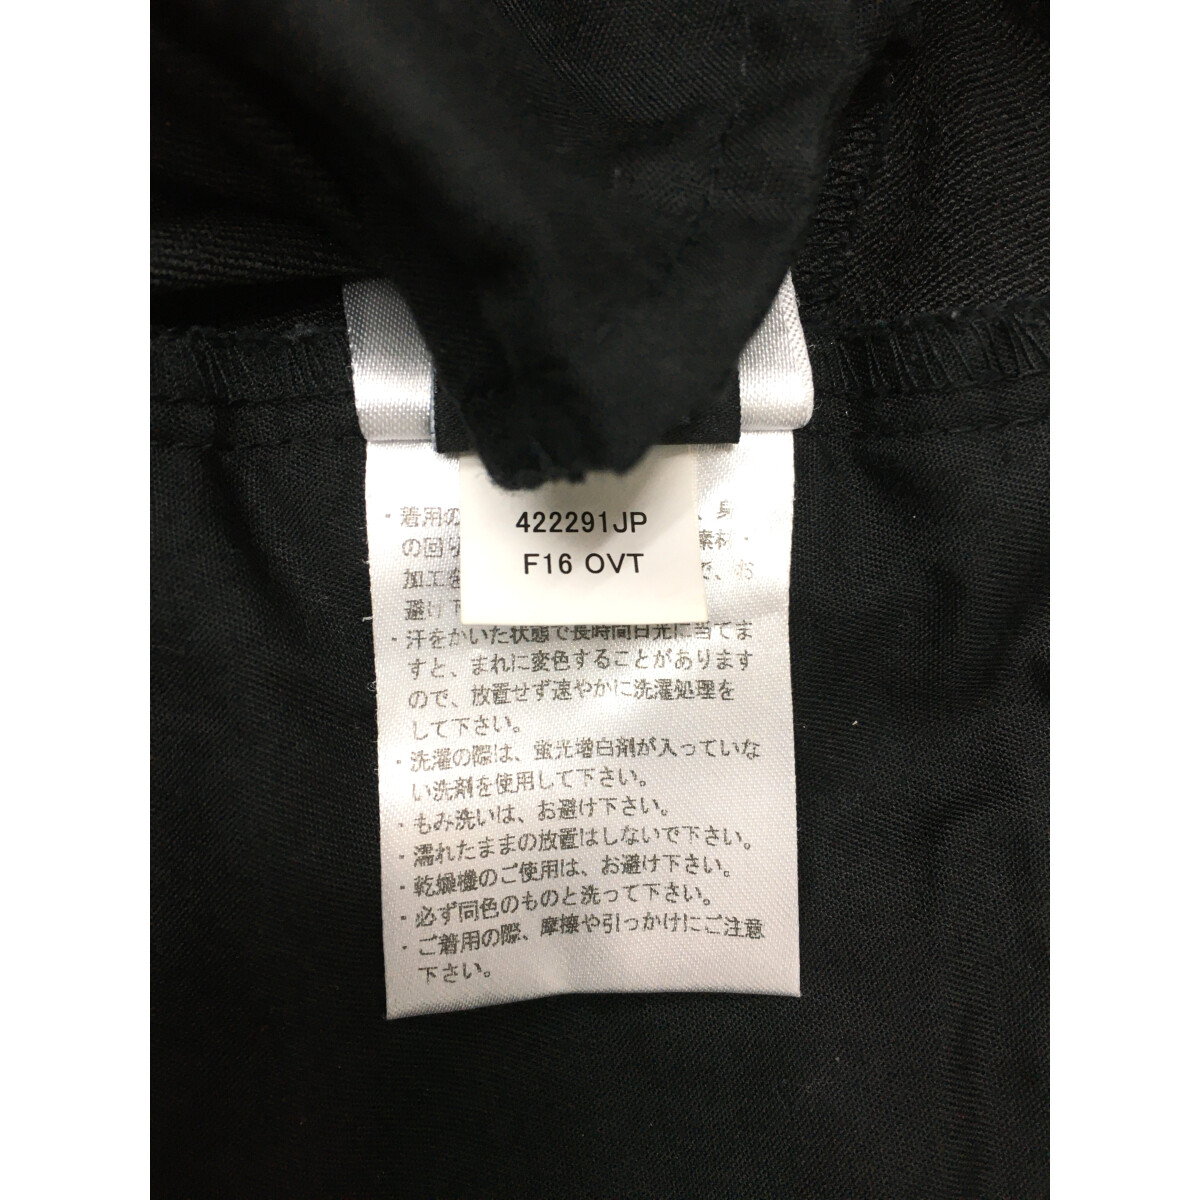 422291JP
F16 OVT
・着用の 、身
の回り 素材・
加工 で、お
避け下
・汗をかいた状態で長時間日光に当てま
すと、まれに変色することがあります
ので、放置せず速やかに洗濯処理を
して下さい。
・洗濯の際は、蛍光増白剤が入っていな
い洗剤を使用して下さい。
・もみ洗いは、お避け下さい。
・濡れたままの放置はしないで下さい。
・乾燥機のご使用は、お避け下さい。
・必ず同色のものと洗って下さい。
・ご着用の際、摩擦や引っかけにご注意
下さい。